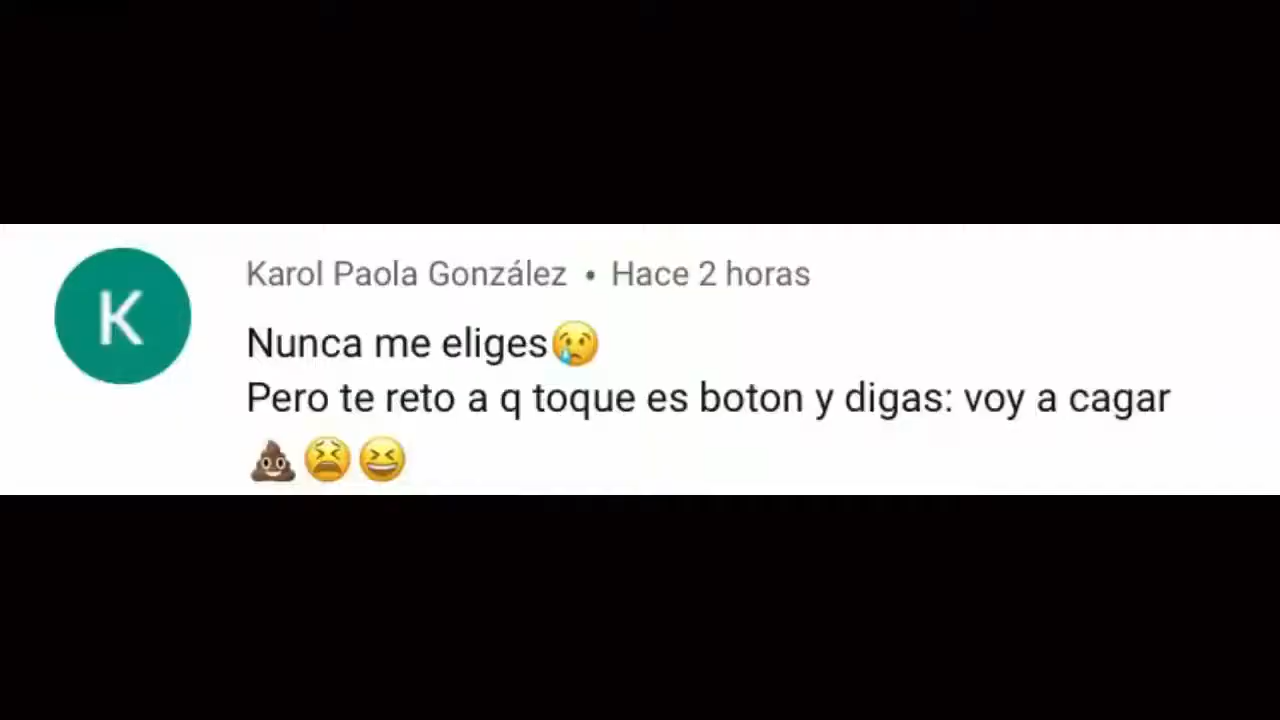 K
Karol Paola González • Hace 2 horas
Nunca me eliges😢
Pero te reto a q toque es boton y digas: voy a cagar
💩😫😆